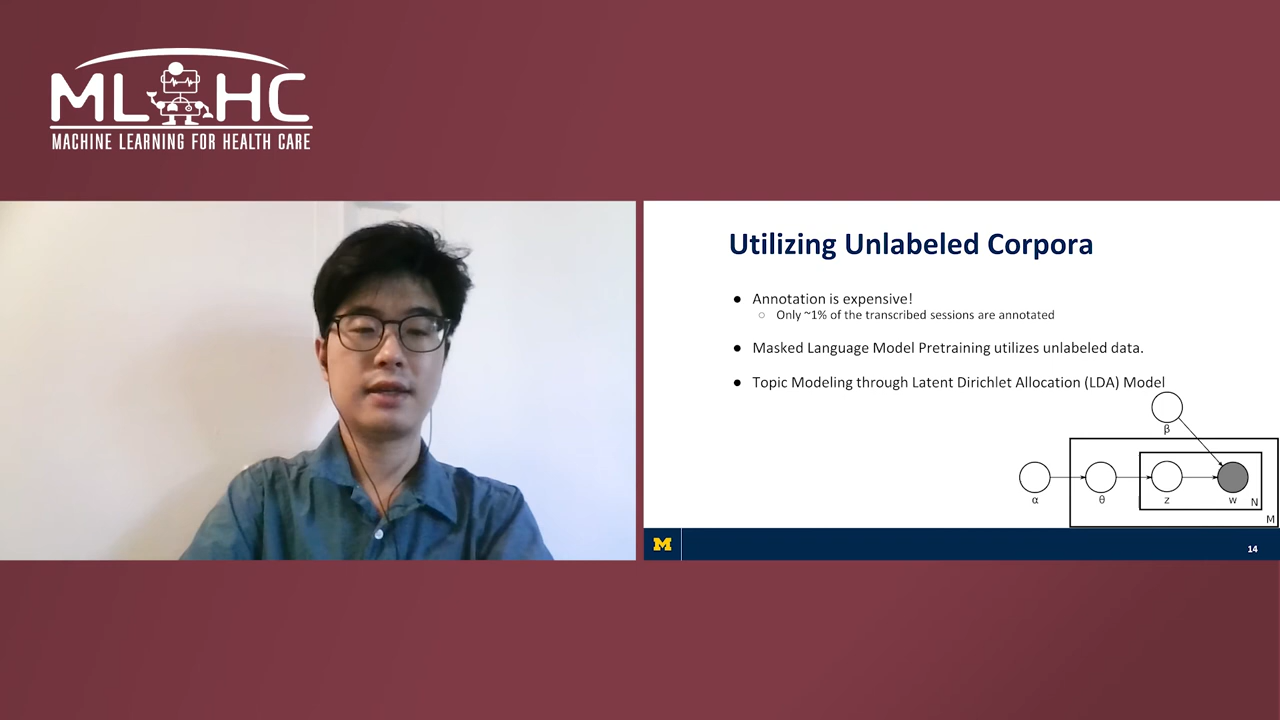 ML HC
MACHINE LEARNING FOR HEALTH CARE
Utilizing Unlabeled Corpora
● Annotation is expensive!
○ Only ~1% of the transcribed sessions are annotated
● Masked Language Model Pretraining utilizes unlabeled data.
● Topic Modeling through Latent Dirichlet Allocation (LDA) Model
β
α θ z w N
M
M 14